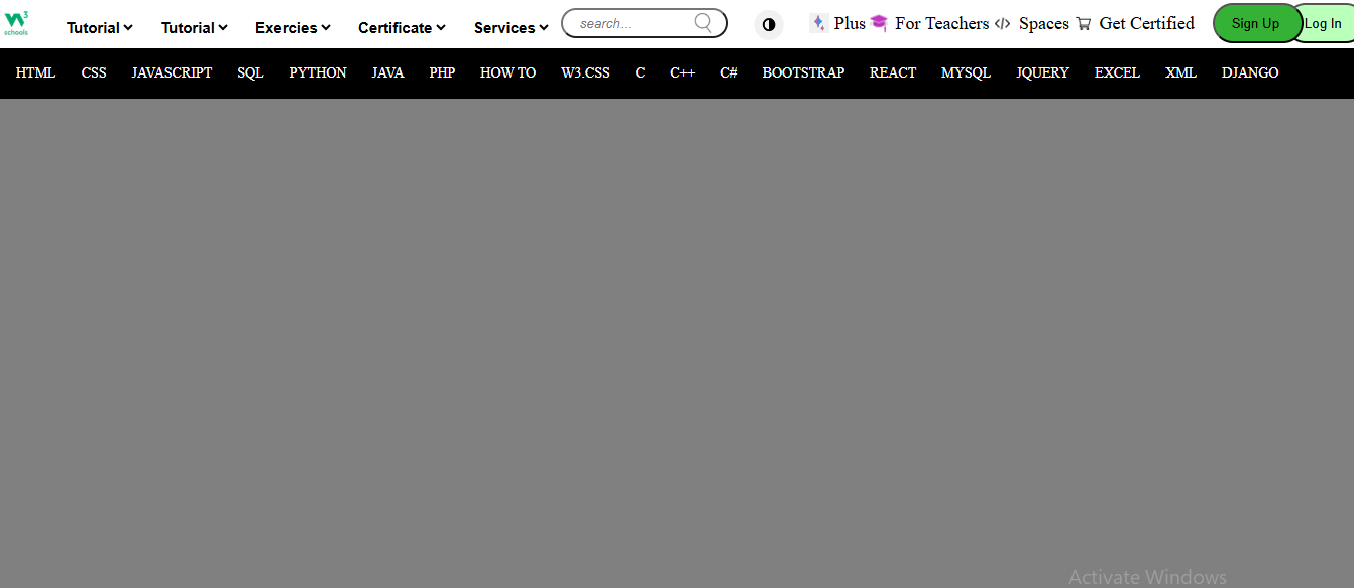 W3 schools Tutorial Tutorial Exercies Certificate Services search... Plus For Teachers </> Spaces Get Certified Sign Up Log In
HTML CSS JAVASCRIPT SQL PYTHON JAVA PHP HOW TO W3.CSS C C++ C# BOOTSTRAP REACT MYSQL JQUERY EXCEL XML DJANGO
Activate Windows